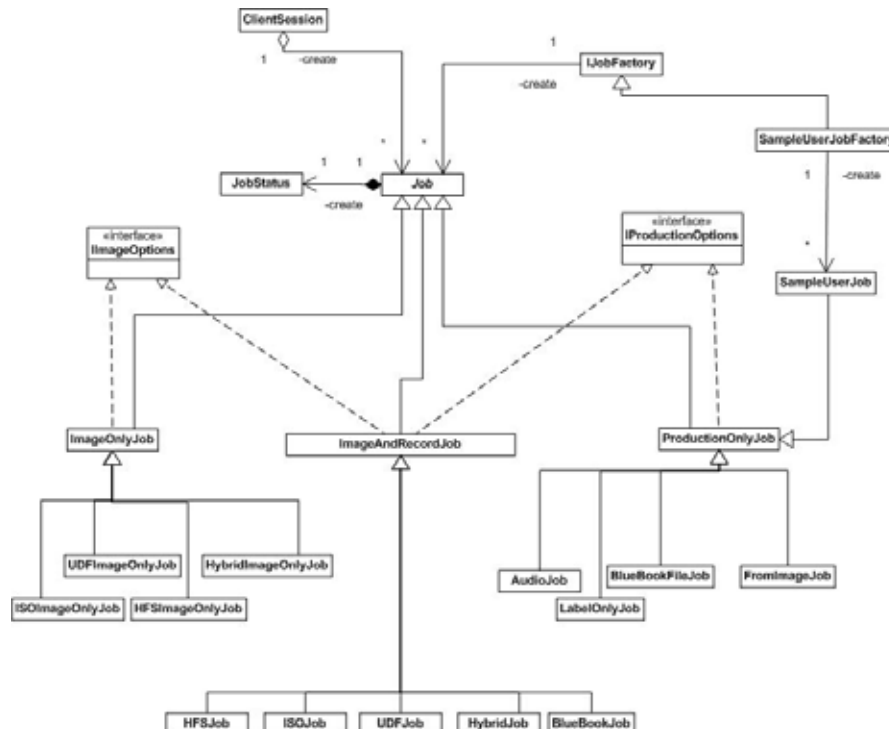 ClientSession
1
-create
1
IJobFactory
-create
SampleUserJobFactory
*
*
1
1
1
-create
JobStatus
Job
-create
«interface»
IImageOptions
«interface»
IProductionOptions
*
SampleUserJob
ImageOnlyJob
ImageAndRecordJob
ProductionOnlyJob
UDFImageOnlyJob
HybridImageOnlyJob
AudioJob
BlueBookFileJob
FromImageJob
ISOImageOnlyJob
HFSImageOnlyJob
LabelOnlyJob
HFSJob
ISOJob
UDFJob
HybridJob
BlueBookJob